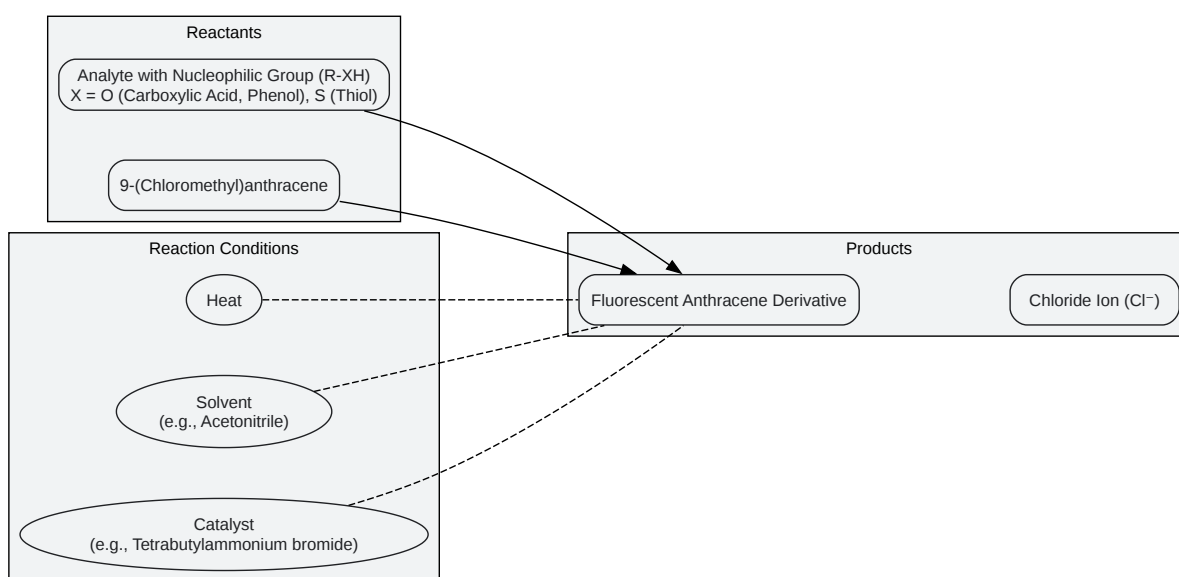 Reactants
Analyte with Nucleophilic Group (R-XH)
X = O (Carboxylic Acid, Phenol), S (Thiol)
9-(Chloromethyl)anthracene
Reaction Conditions
Heat
Solvent
(e.g., Acetonitrile)
Catalyst
(e.g., Tetrabutylammonium bromide)
Products
Fluorescent Anthracene Derivative
Chloride Ion (Cl⁻)